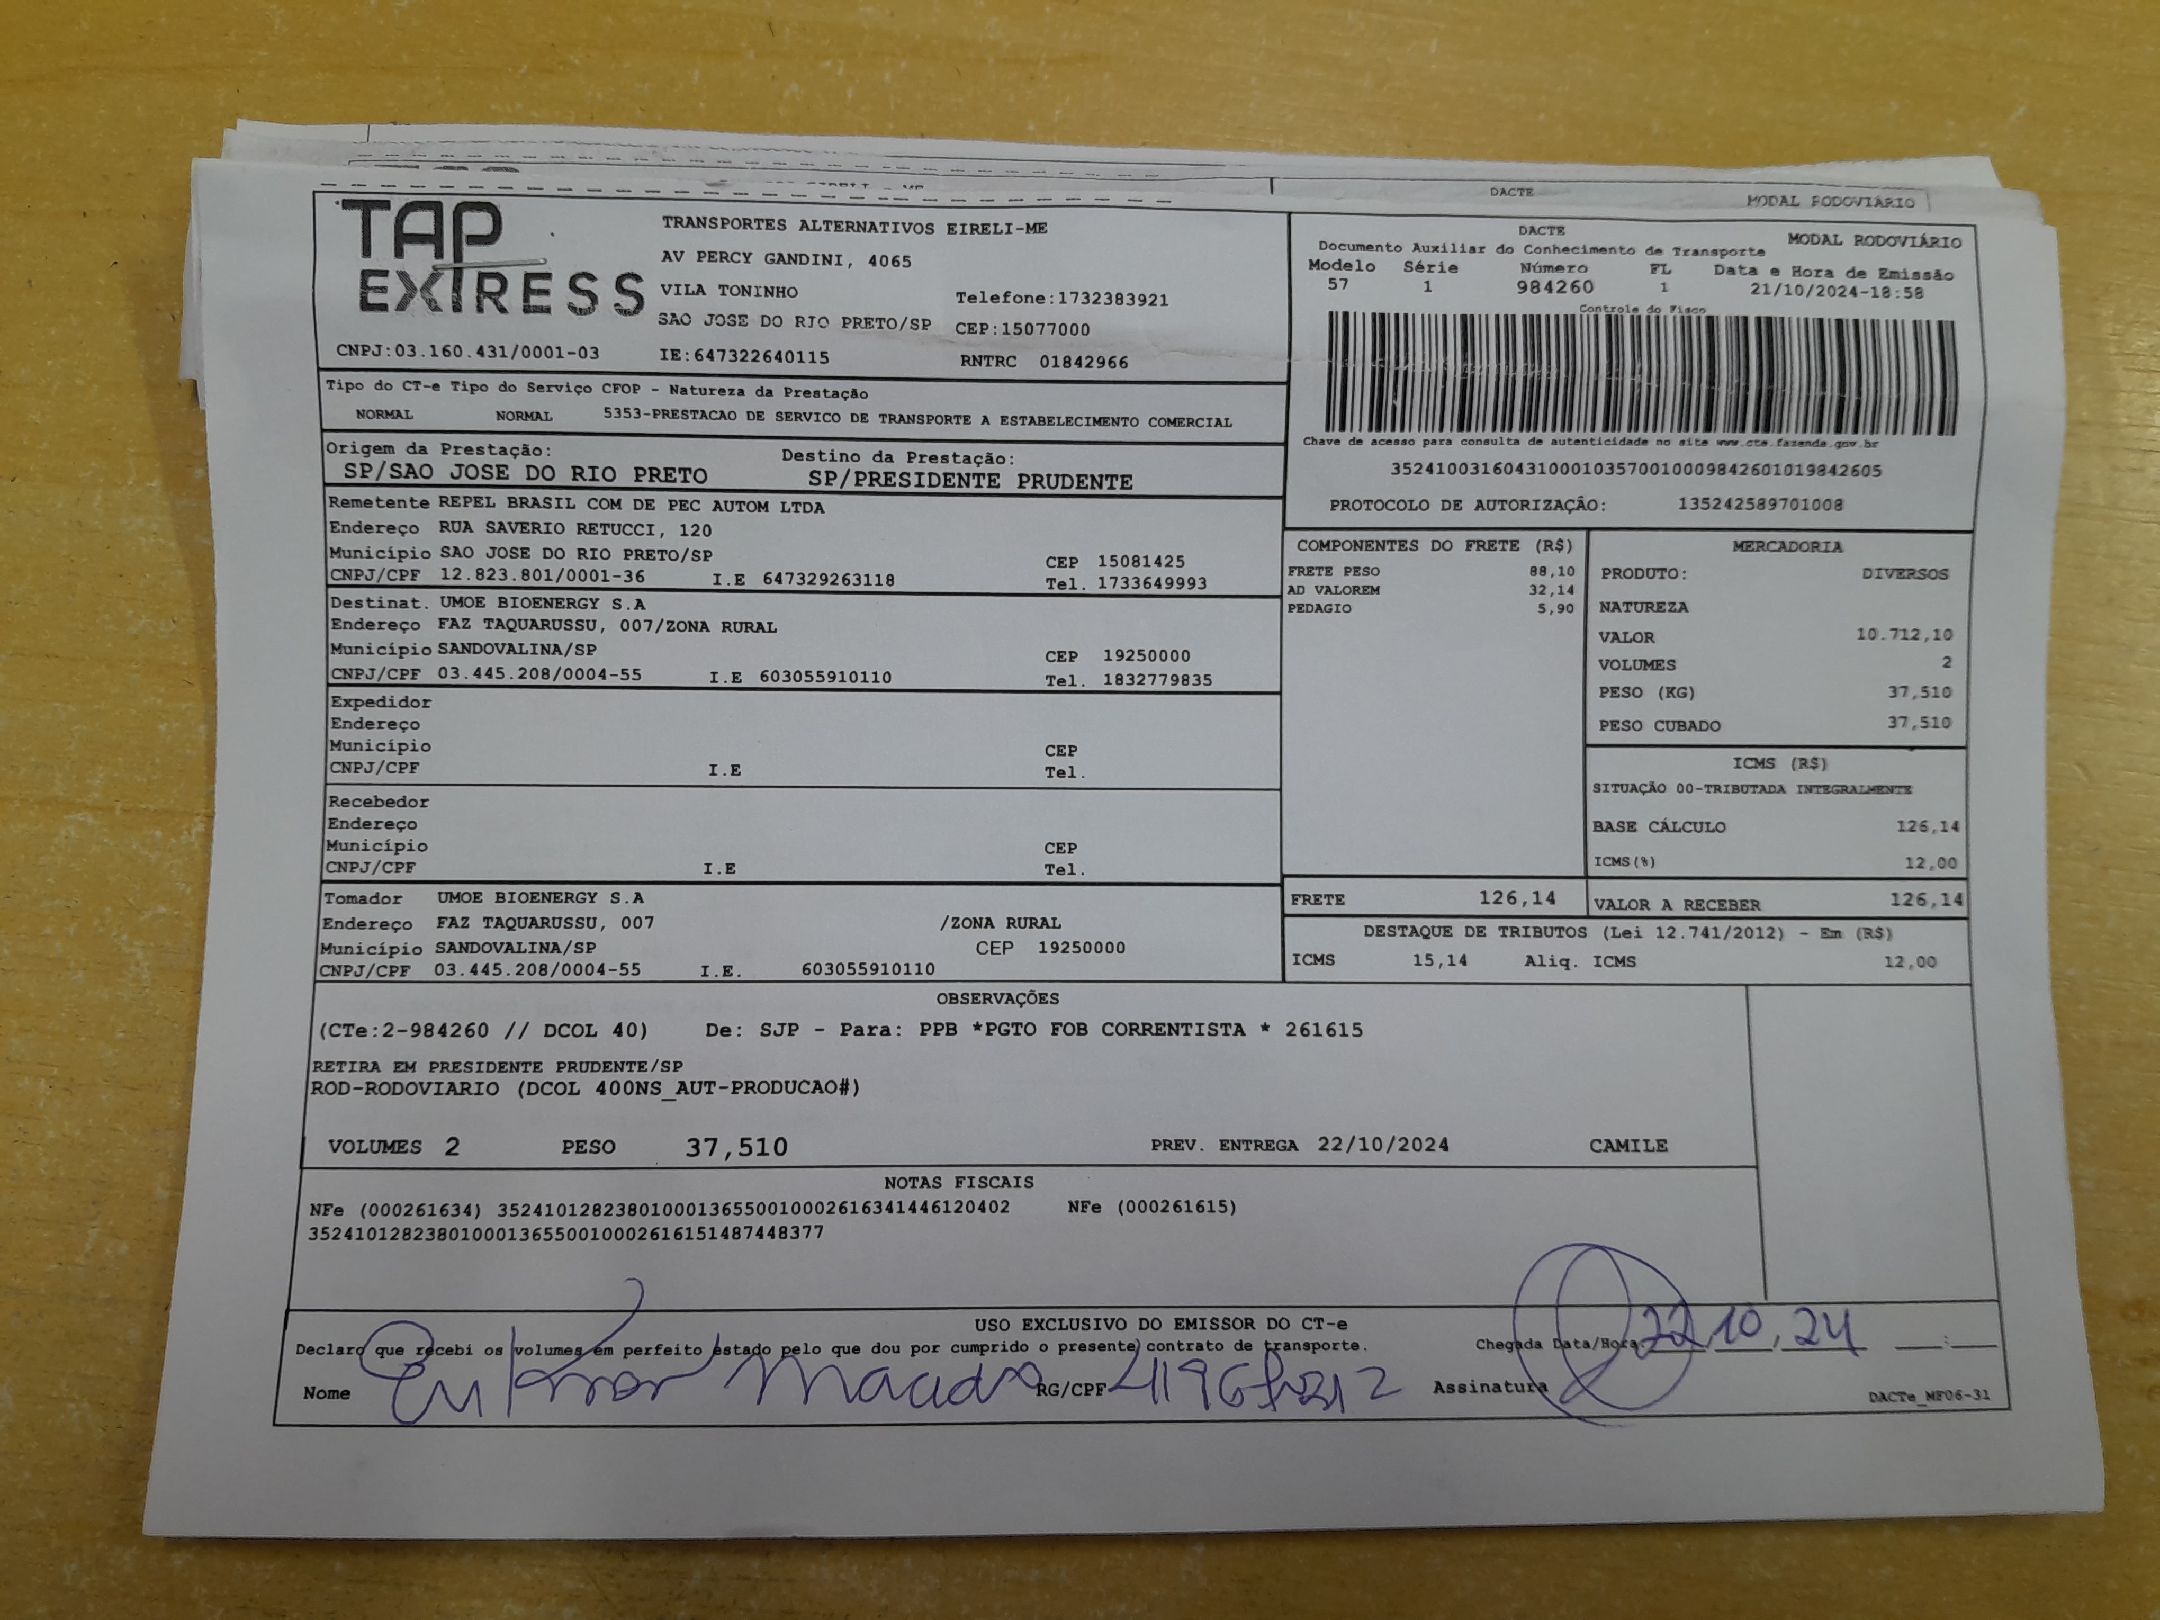 DACTE
MODAL RODOVIÁRIO
TAP
EXPRESS
TRANSPORTES ALTERNATIVOS EIRELI-ME
AV PERCY GANDINI, 4065
VILA TONINHO
Telefone:1732383921
SAO JOSE DO RIO PRETO/SP CEP:15077000
CNPJ:03.160.431/0001-03 IE:647322640115 RNTRC 01842966
DACTE
MODAL RODOVIÁRIO
Documento Auxiliar do Conhecimento de Transporte
Modelo Série Número FL Data e Hora de Emissão
57 1 984260 1 21/10/2024-18:58
Controle do Fisco
Chave de acesso para consulta de autenticidade no site www.cte.fazenda.gov.br
35241003160431000103570010009842601019842605
PROTOCOLO DE AUTORIZAÇÃO: 135242589701008
Tipo do CT-e Tipo do Serviço CFOP - Natureza da Prestação
NORMAL NORMAL 5353-PRESTACAO DE SERVICO DE TRANSPORTE A ESTABELECIMENTO COMERCIAL
Origem da Prestação: Destino da Prestação:
SP/SAO JOSE DO RIO PRETO SP/PRESIDENTE PRUDENTE
Remetente REPEL BRASIL COM DE PEC AUTOM LTDA
Endereço RUA SAVERIO RETUCCI, 120
Município SAO JOSE DO RIO PRETO/SP CEP 15081425
CNPJ/CPF 12.823.801/0001-36 I.E 647329263118 Tel. 1733649993
Destinat. UMOE BIOENERGY S.A
Endereço FAZ TAQUARUSSU, 007/ZONA RURAL
Município SANDOVALINA/SP CEP 19250000
CNPJ/CPF 03.445.208/0004-55 I.E 603055910110 Tel. 1832779835
Expedidor
Endereço
Município CEP
CNPJ/CPF I.E Tel.
Recebedor
Endereço
Município CEP
CNPJ/CPF I.E Tel.
Tomador UMOE BIOENERGY S.A
Endereço FAZ TAQUARUSSU, 007 /ZONA RURAL
Município SANDOVALINA/SP CEP 19250000
CNPJ/CPF 03.445.208/0004-55 I.E. 603055910110
COMPONENTES DO FRETE (R$)
FRETE PESO 88,10
AD VALOREM 32,14
PEDAGIO 5,90
MERCADORIA
PRODUTO: DIVERSOS
NATUREZA
VALOR 10.712,10
VOLUMES 2
PESO (KG) 37,510
PESO CUBADO 37,510
ICMS (R$)
SITUAÇÃO 00-TRIBUTADA INTEGRALMENTE
BASE CÁLCULO 126,14
ICMS(%) 12,00
FRETE 126,14 VALOR A RECEBER 126,14
DESTAQUE DE TRIBUTOS (Lei 12.741/2012) - Em (R$)
ICMS 15,14 Aliq. ICMS 12,00
OBSERVAÇÕES
(CTe:2-984260 // DCOL 40) De: SJP - Para: PPB *PGTO FOB CORRENTISTA * 261615
RETIRA EM PRESIDENTE PRUDENTE/SP
ROD-RODOVIARIO (DCOL 400NS_AUT-PRODUCAO#)
VOLUMES 2 PESO 37,510 PREV. ENTREGA 22/10/2024 CAMILE
NOTAS FISCAIS
NFe (000261634) 35241012823801000136550010002616341446120402 NFe (000261615)
35241012823801000136550010002616151487448377
USO EXCLUSIVO DO EMISSOR DO CT-e
Declaro que recebi os volumes em perfeito estado pelo que dou por cumprido o presente contrato de transporte.
Chegada Data/Hora: 22 10, 24 :
Nome RG/CPF Assinatura
DACTe_MF06-31